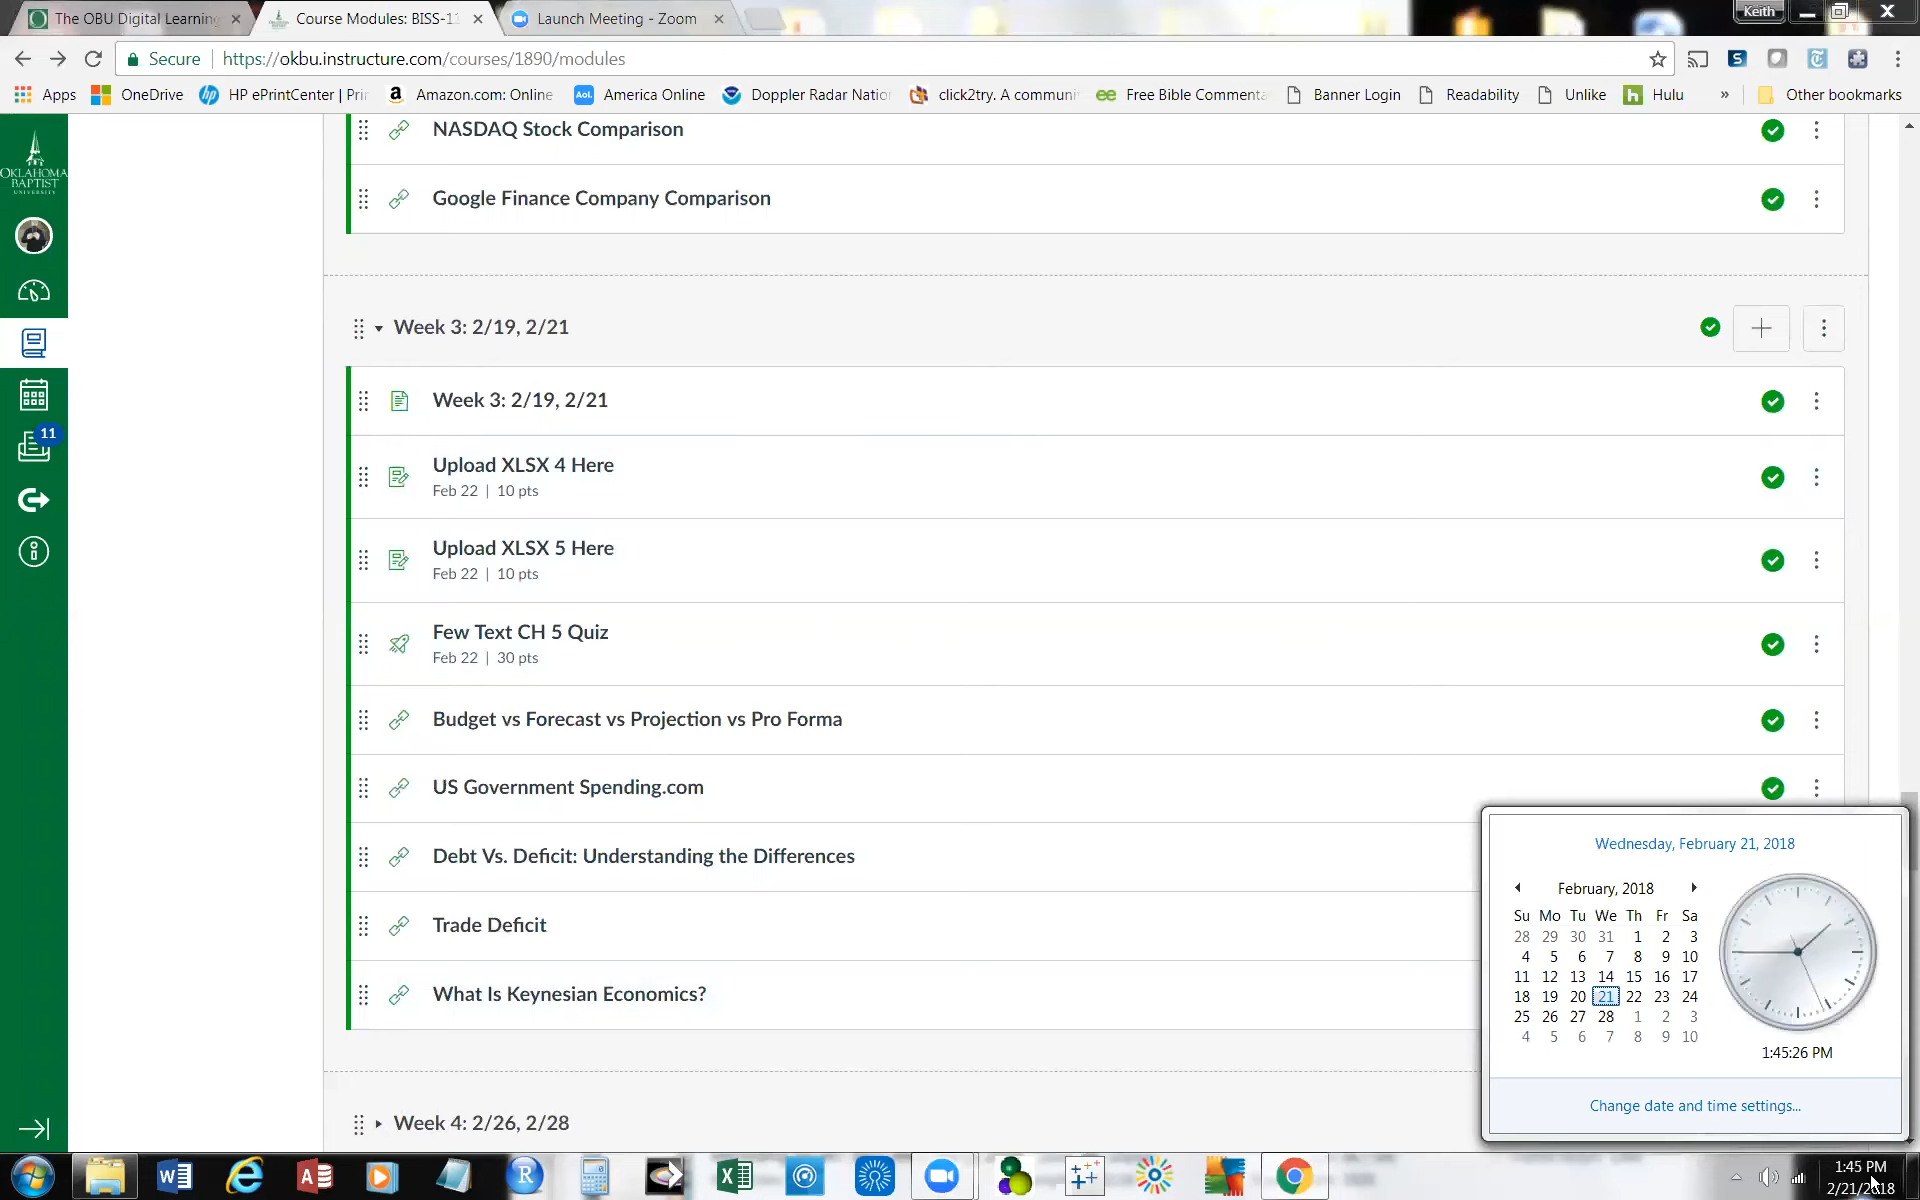 The OBU Digital Learning
Course Modules: BISS-11
Launch Meeting - Zoom
Keith
Secure
https://okbu.instructure.com/courses/1890/modules
Apps
OneDrive
HP ePrintCenter | Pri
Amazon.com: Online
Aol.
America Online
Doppler Radar Natio
click2try. A communi
Free Bible Commenta
Banner Login
Readability
Unlike
Hulu
»
Other bookmarks
OKLAHOMA
BAPTIST
UNIVERSITY
11
NASDAQ Stock Comparison
Google Finance Company Comparison
Week 3: 2/19, 2/21
Week 3: 2/19, 2/21
Upload XLSX 4 Here
Feb 22 | 10 pts
Upload XLSX 5 Here
Feb 22 | 10 pts
Few Text CH 5 Quiz
Feb 22 | 30 pts
Budget vs Forecast vs Projection vs Pro Forma
US Government Spending.com
Debt Vs. Deficit: Understanding the Differences
Trade Deficit
What Is Keynesian Economics?
Week 4: 2/26, 2/28
Wednesday, February 21, 2018
February, 2018
Su Mo Tu We Th Fr Sa
28 29 30 31 1 2 3
4 5 6 7 8 9 10
11 12 13 14 15 16 17
18 19 20 21 22 23 24
25 26 27 28 1 2 3
4 5 6 7 8 9 10
1:45:26 PM
Change date and time settings...
1:45 PM
2/21/2018